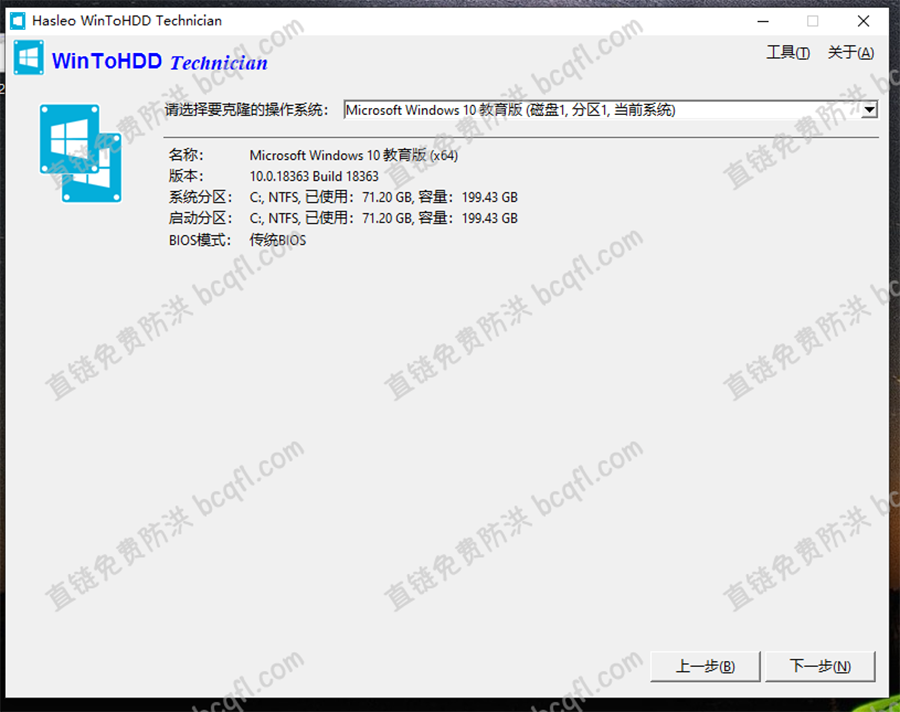 Hasleo WinToHDD Technician
WinToHDD Technician
工具(T) 关于(A)
请选择要克隆的操作系统： Microsoft Windows 10 教育版 (磁盘1, 分区1, 当前系统)
名称： Microsoft Windows 10 教育版 (x64)
版本： 10.0.18363 Build 18363
系统分区： C:, NTFS, 已使用：71.20 GB, 容量：199.43 GB
启动分区： C:, NTFS, 已使用：71.20 GB, 容量：199.43 GB
BIOS模式： 传统BIOS
上一步(B) 下一步(N)
直链免费防洪 bcqfl.com